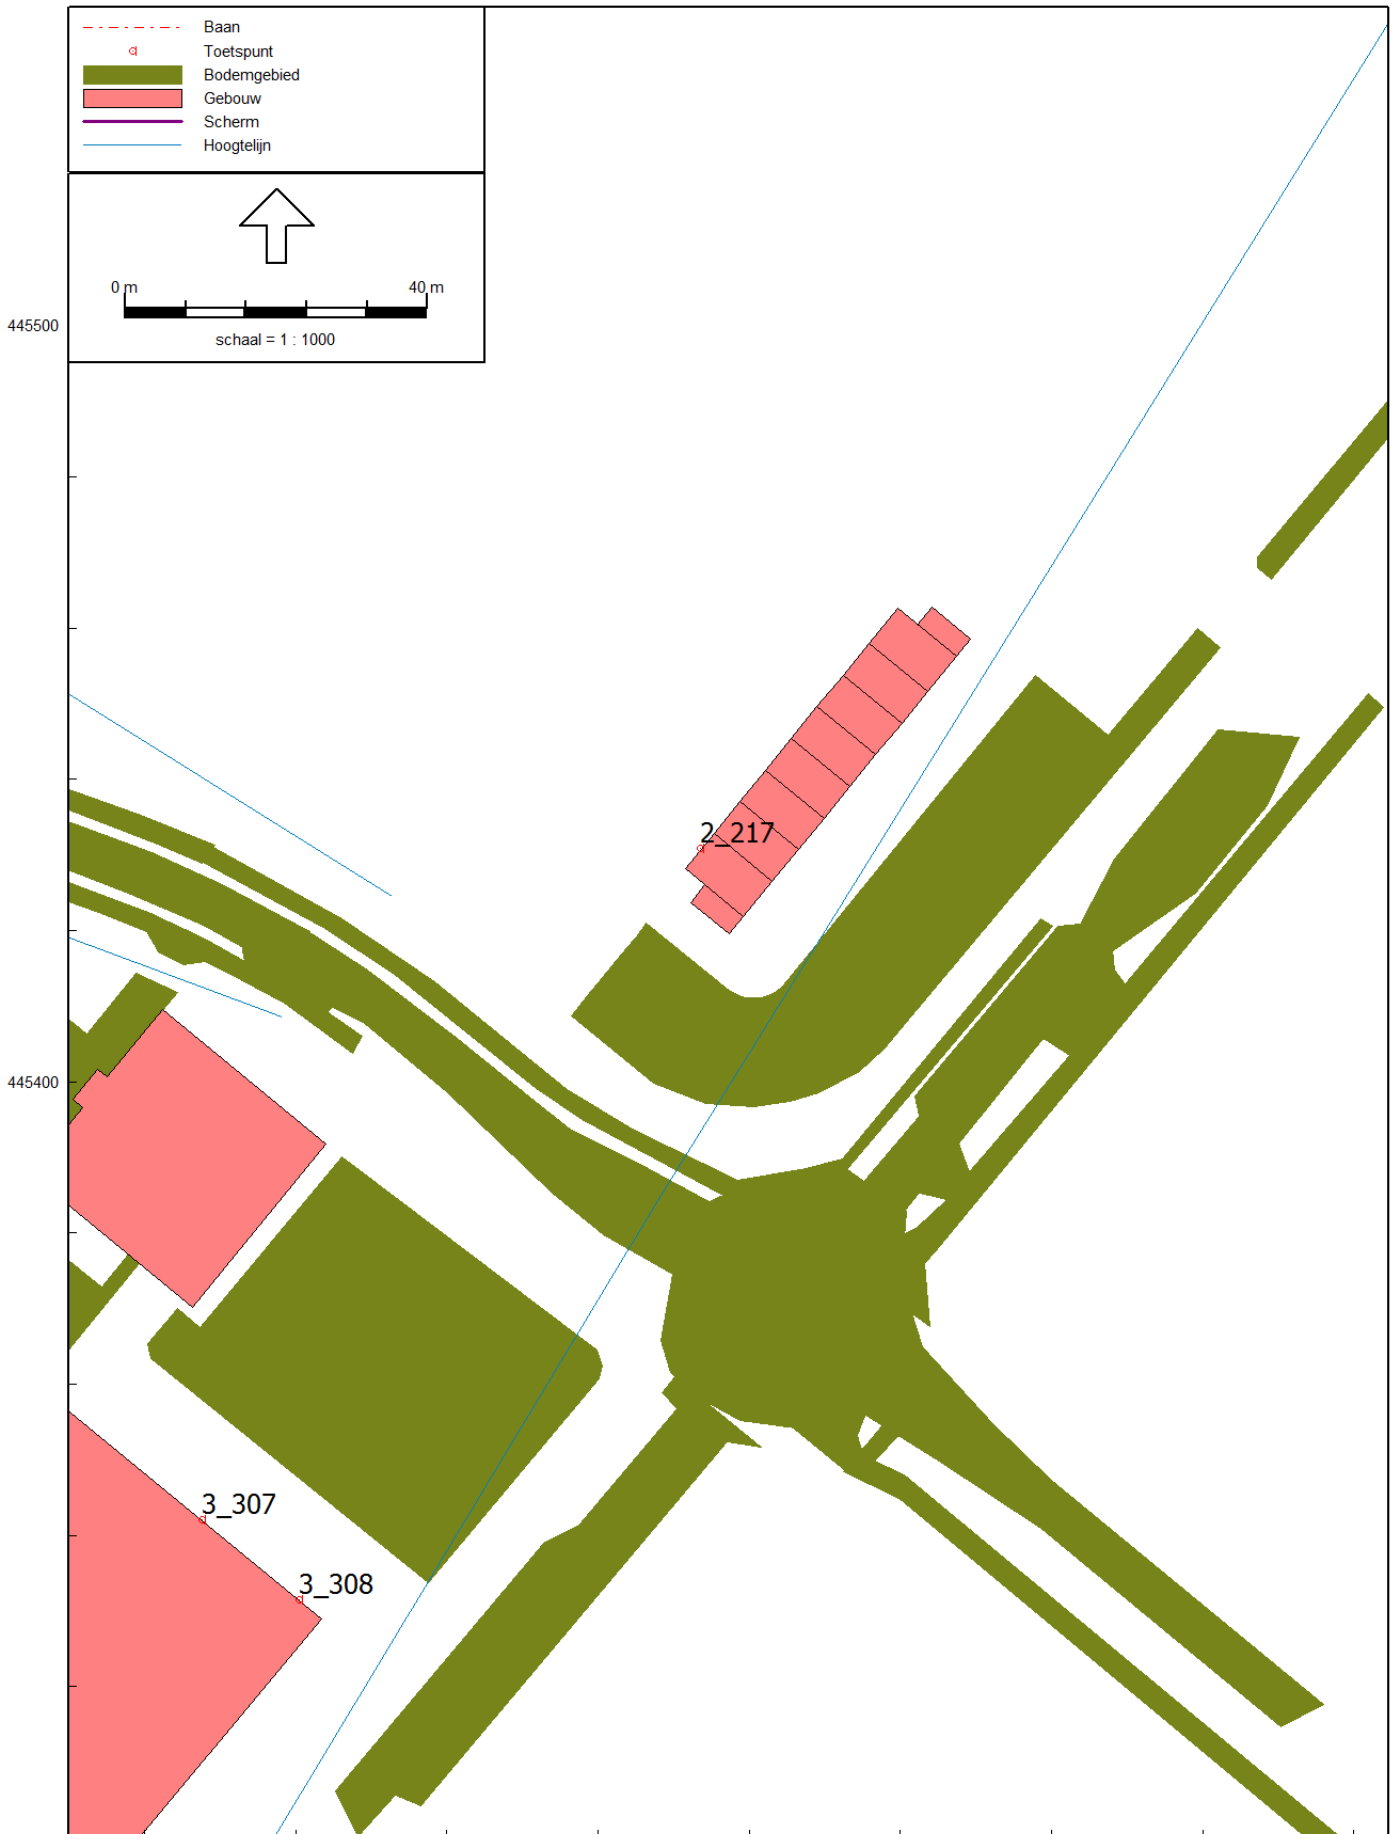 Baan
Toetspunt
Bodemgebied
Gebouw
Scherm
Hoogtelijn
0 m 40 m
schaal = 1 : 1000
445500
2_217
445400
3_307
3_308